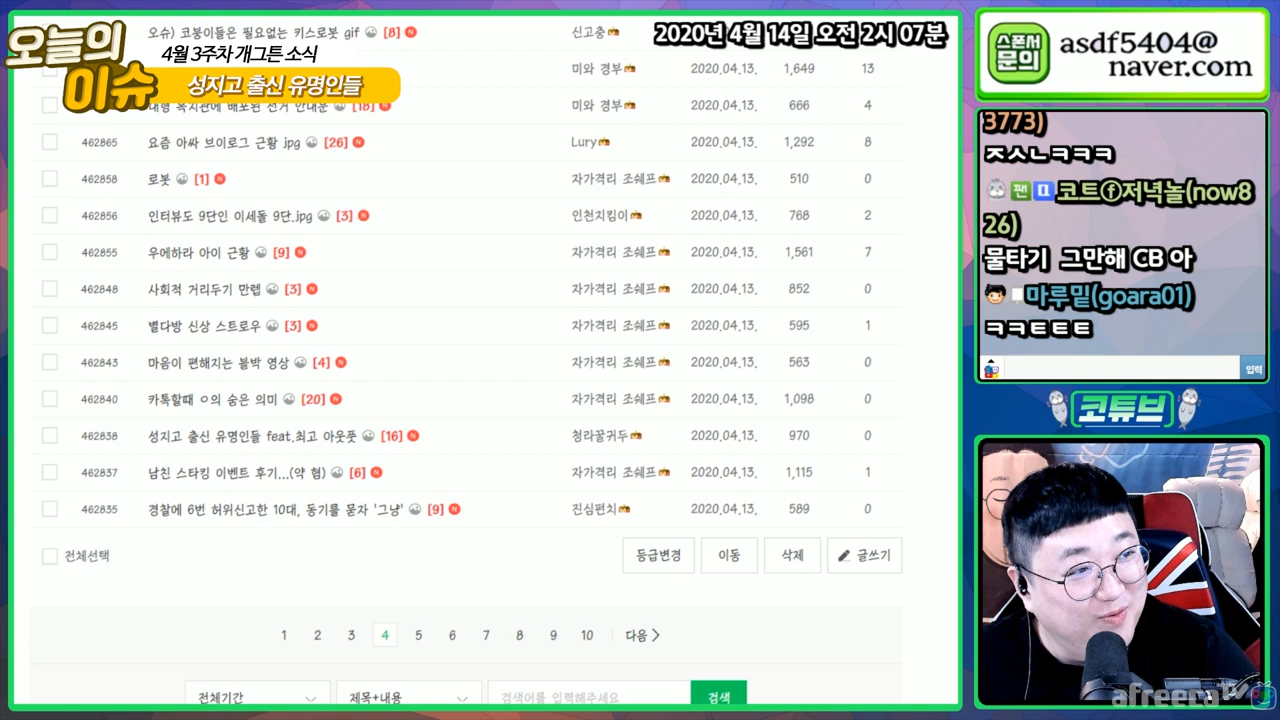 오늘의 이슈
4월 3주차 개그튼 소식
성지고 출신 유명인들
2020년 4월 14일 오전 2시 07분
오슈) 코봉이들은 필요없는 키스로봇 gif [8] N 신고충
미와 경부 2020.04.13. 1,649 13
[18] N 미와 경부 2020.04.13. 666 4
462865 요즘 아싸 브이로그 근황 jpg [26] N Lury 2020.04.13. 1,292 8
462858 로봇 [1] N 자가격리 조쉐프 2020.04.13. 510 0
462856 인터뷰도 9단인 이세돌 9단.jpg [3] N 인천지킴이 2020.04.13. 768 2
462855 우에하라 아이 근황 [9] N 자가격리 조쉐프 2020.04.13. 1,561 7
462848 사회적 거리두기 만렙 [3] N 자가격리 조쉐프 2020.04.13. 852 0
462845 별다방 신상 스트로우 [3] N 자가격리 조쉐프 2020.04.13. 595 1
462843 마음이 편해지는 블박 영상 [4] N 자가격리 조쉐프 2020.04.13. 563 0
462840 카톡할때 ㅇ의 숨은 의미 [20] N 자가격리 조쉐프 2020.04.13. 1,098 0
462838 성지고 출신 유명인들 feat.최고 아웃풋 [16] N 청라꿀귀두 2020.04.13. 970 0
462837 남친 스타킹 이벤트 후기...(약 혐) [6] N 자가격리 조쉐프 2020.04.13. 1,115 1
462835 경찰에 6번 허위신고한 10대, 동기를 묻자 '그냥' [9] N 진심펀치 2020.04.13. 589 0
전체선택 등급변경 이동 삭제 글쓰기
1 2 3 4 5 6 7 8 9 10 다음
전체기간 제목+내용 검색어를 입력해주세요 검색
스폰서 문의
asdf5404@
naver.com
3773)
ㅈㅅㄴㅋㅋㅋ
팬 코트ⓕ저녁놀(now8
26)
물타기 그만해 CB 아
마루밑(goara01)
ㅋㅋㅌㅌㅌ
입력
코튜브
afreecaTV